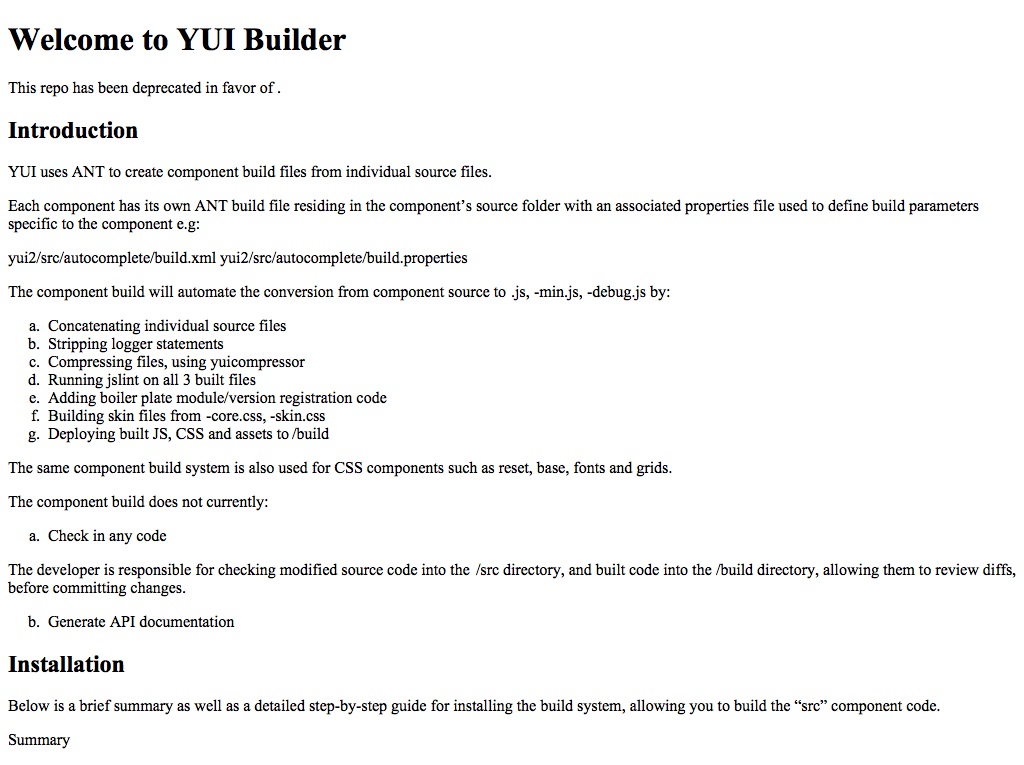 Welcome to YUI Builder
This repo has been deprecated in favor of .
Introduction
YUI uses ANT to create component build files from individual source files.
Each component has its own ANT build file residing in the component’s source folder with an associated properties file used to define build parameters
specific to the component e.g:
yui2/src/autocomplete/build.xml yui2/src/autocomplete/build.properties
The component build will automate the conversion from component source to .js, -min.js, -debug.js by:
a. Concatenating individual source files
b. Stripping logger statements
c. Compressing files, using yuicompressor
d. Running jslint on all 3 built files
e. Adding boiler plate module/version registration code
f. Building skin files from -core.css, -skin.css
g. Deploying built JS, CSS and assets to /build
The same component build system is also used for CSS components such as reset, base, fonts and grids.
The component build does not currently:
a. Check in any code
The developer is responsible for checking modified source code into the /src directory, and built code into the /build directory, allowing them to review diffs,
before committing changes.
b. Generate API documentation
Installation
Below is a brief summary as well as a detailed step-by-step guide for installing the build system, allowing you to build the “src” component code.
Summary